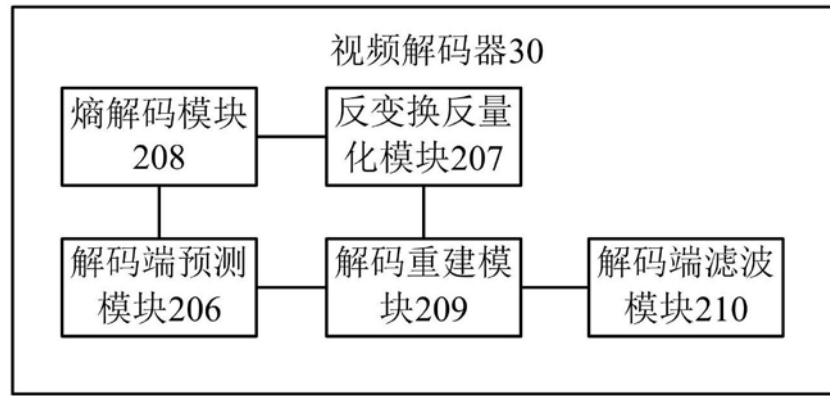 视频解码器30
熵解码模块
208
反变换反量
化模块207
解码端预测
模块206
解码重建模
块209
解码端滤波
模块210